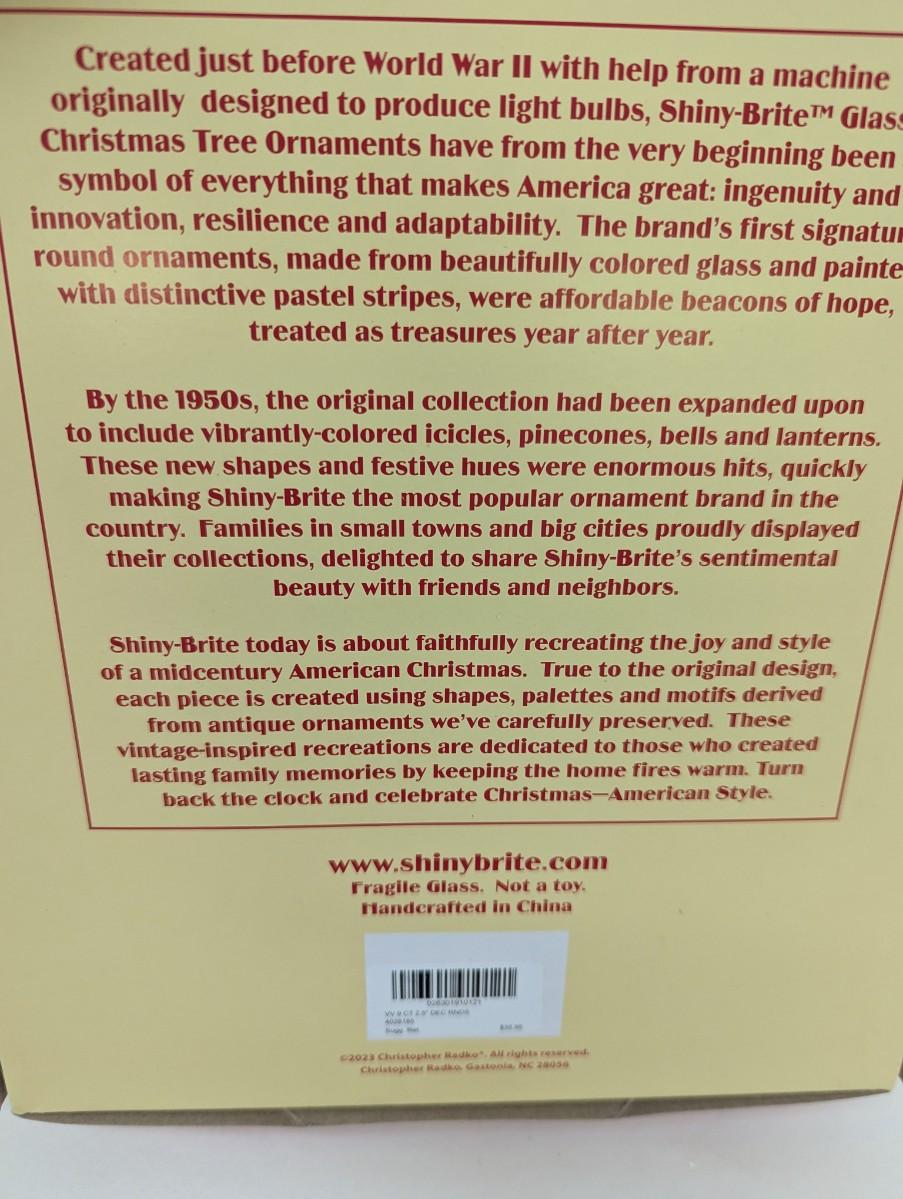 Created just before World War II with help from a machine
originally designed to produce light bulbs, Shiny-Brite™ Glass
Christmas Tree Ornaments have from the very beginning been
symbol of everything that makes America great: ingenuity and
innovation, resilience and adaptability. The brand's first signatu
round ornaments, made from beautifully colored glass and painte
with distinctive pastel stripes, were affordable beacons of hope,
treated as treasures year after year.
By the 1950s, the original collection had been expanded upon
to include vibrantly-colored icicles, pinecones, bells and lanterns.
These new shapes and festive hues were enormous hits, quickly
making Shiny-Brite the most popular ornament brand in the
country. Families in small towns and big cities proudly displayed
their collections, delighted to share Shiny-Brite's sentimental
beauty with friends and neighbors.
Shiny-Brite today is about faithfully recreating the joy and style
of a midcentury American Christmas. True to the original design,
each piece is created using shapes, palettes and motifs derived
from antique ornaments we've carefully preserved. These
vintage-inspired recreations are dedicated to those who created
lasting family memories by keeping the home fires warm. Turn
back the clock and celebrate Christmas—American Style.
www.shinybrite.com
Fragile Glass. Not a toy.
Handcrafted in China
VV 9 CT 2.5" DEC RNDS
©2023 Christopher Radko®. All rights reserved.
Christopher Radko, Gastonia, NC 28056